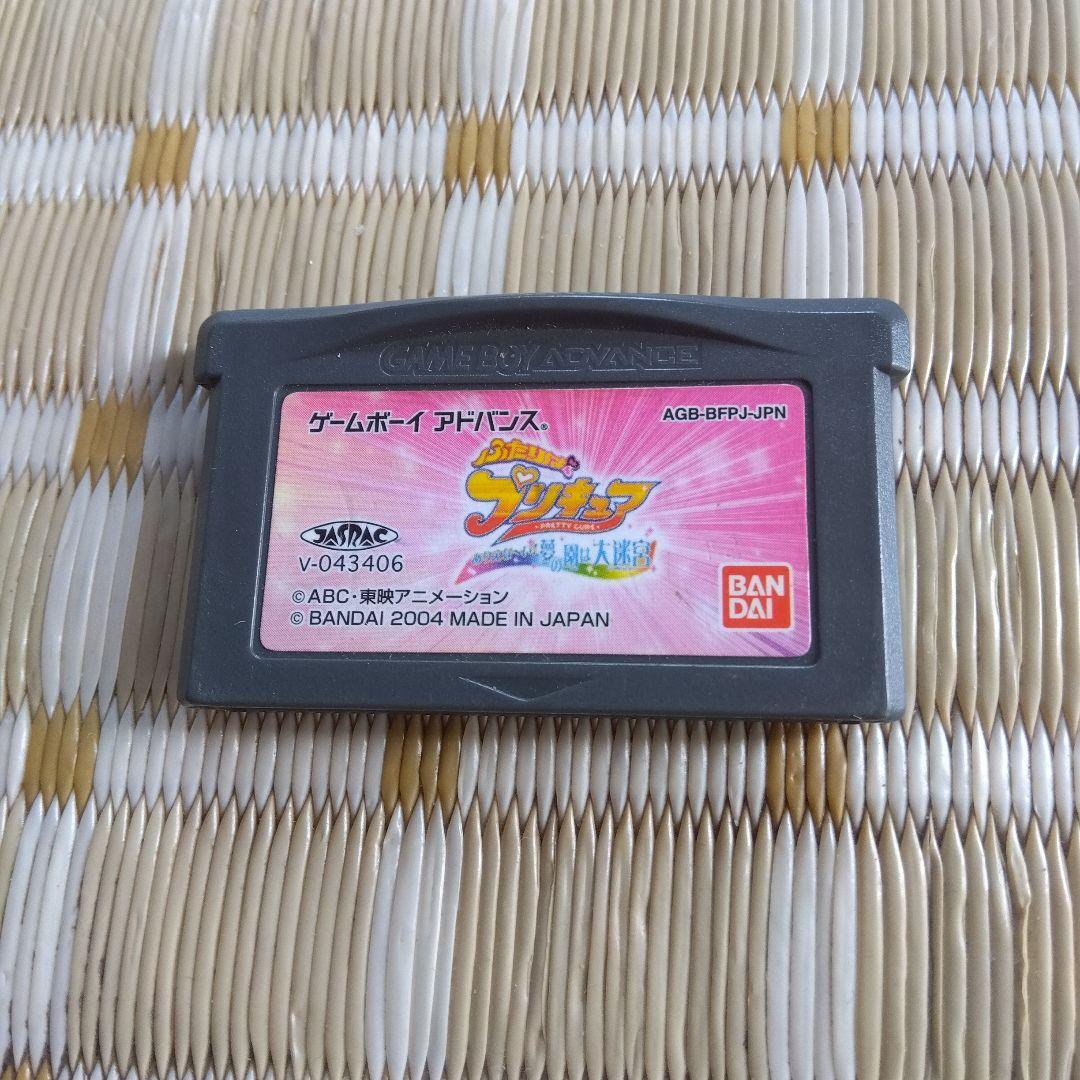 GAME BOY ADVANCE
ゲームボーイ アドバンス®
AGB-BFPJ-JPN
ふたりは
プリキュア
PRETTY CURE
夢の園は大迷宮
JASRAC
V-043406
©ABC・東映アニメーション
© BANDAI 2004 MADE IN JAPAN
BAN
DAI